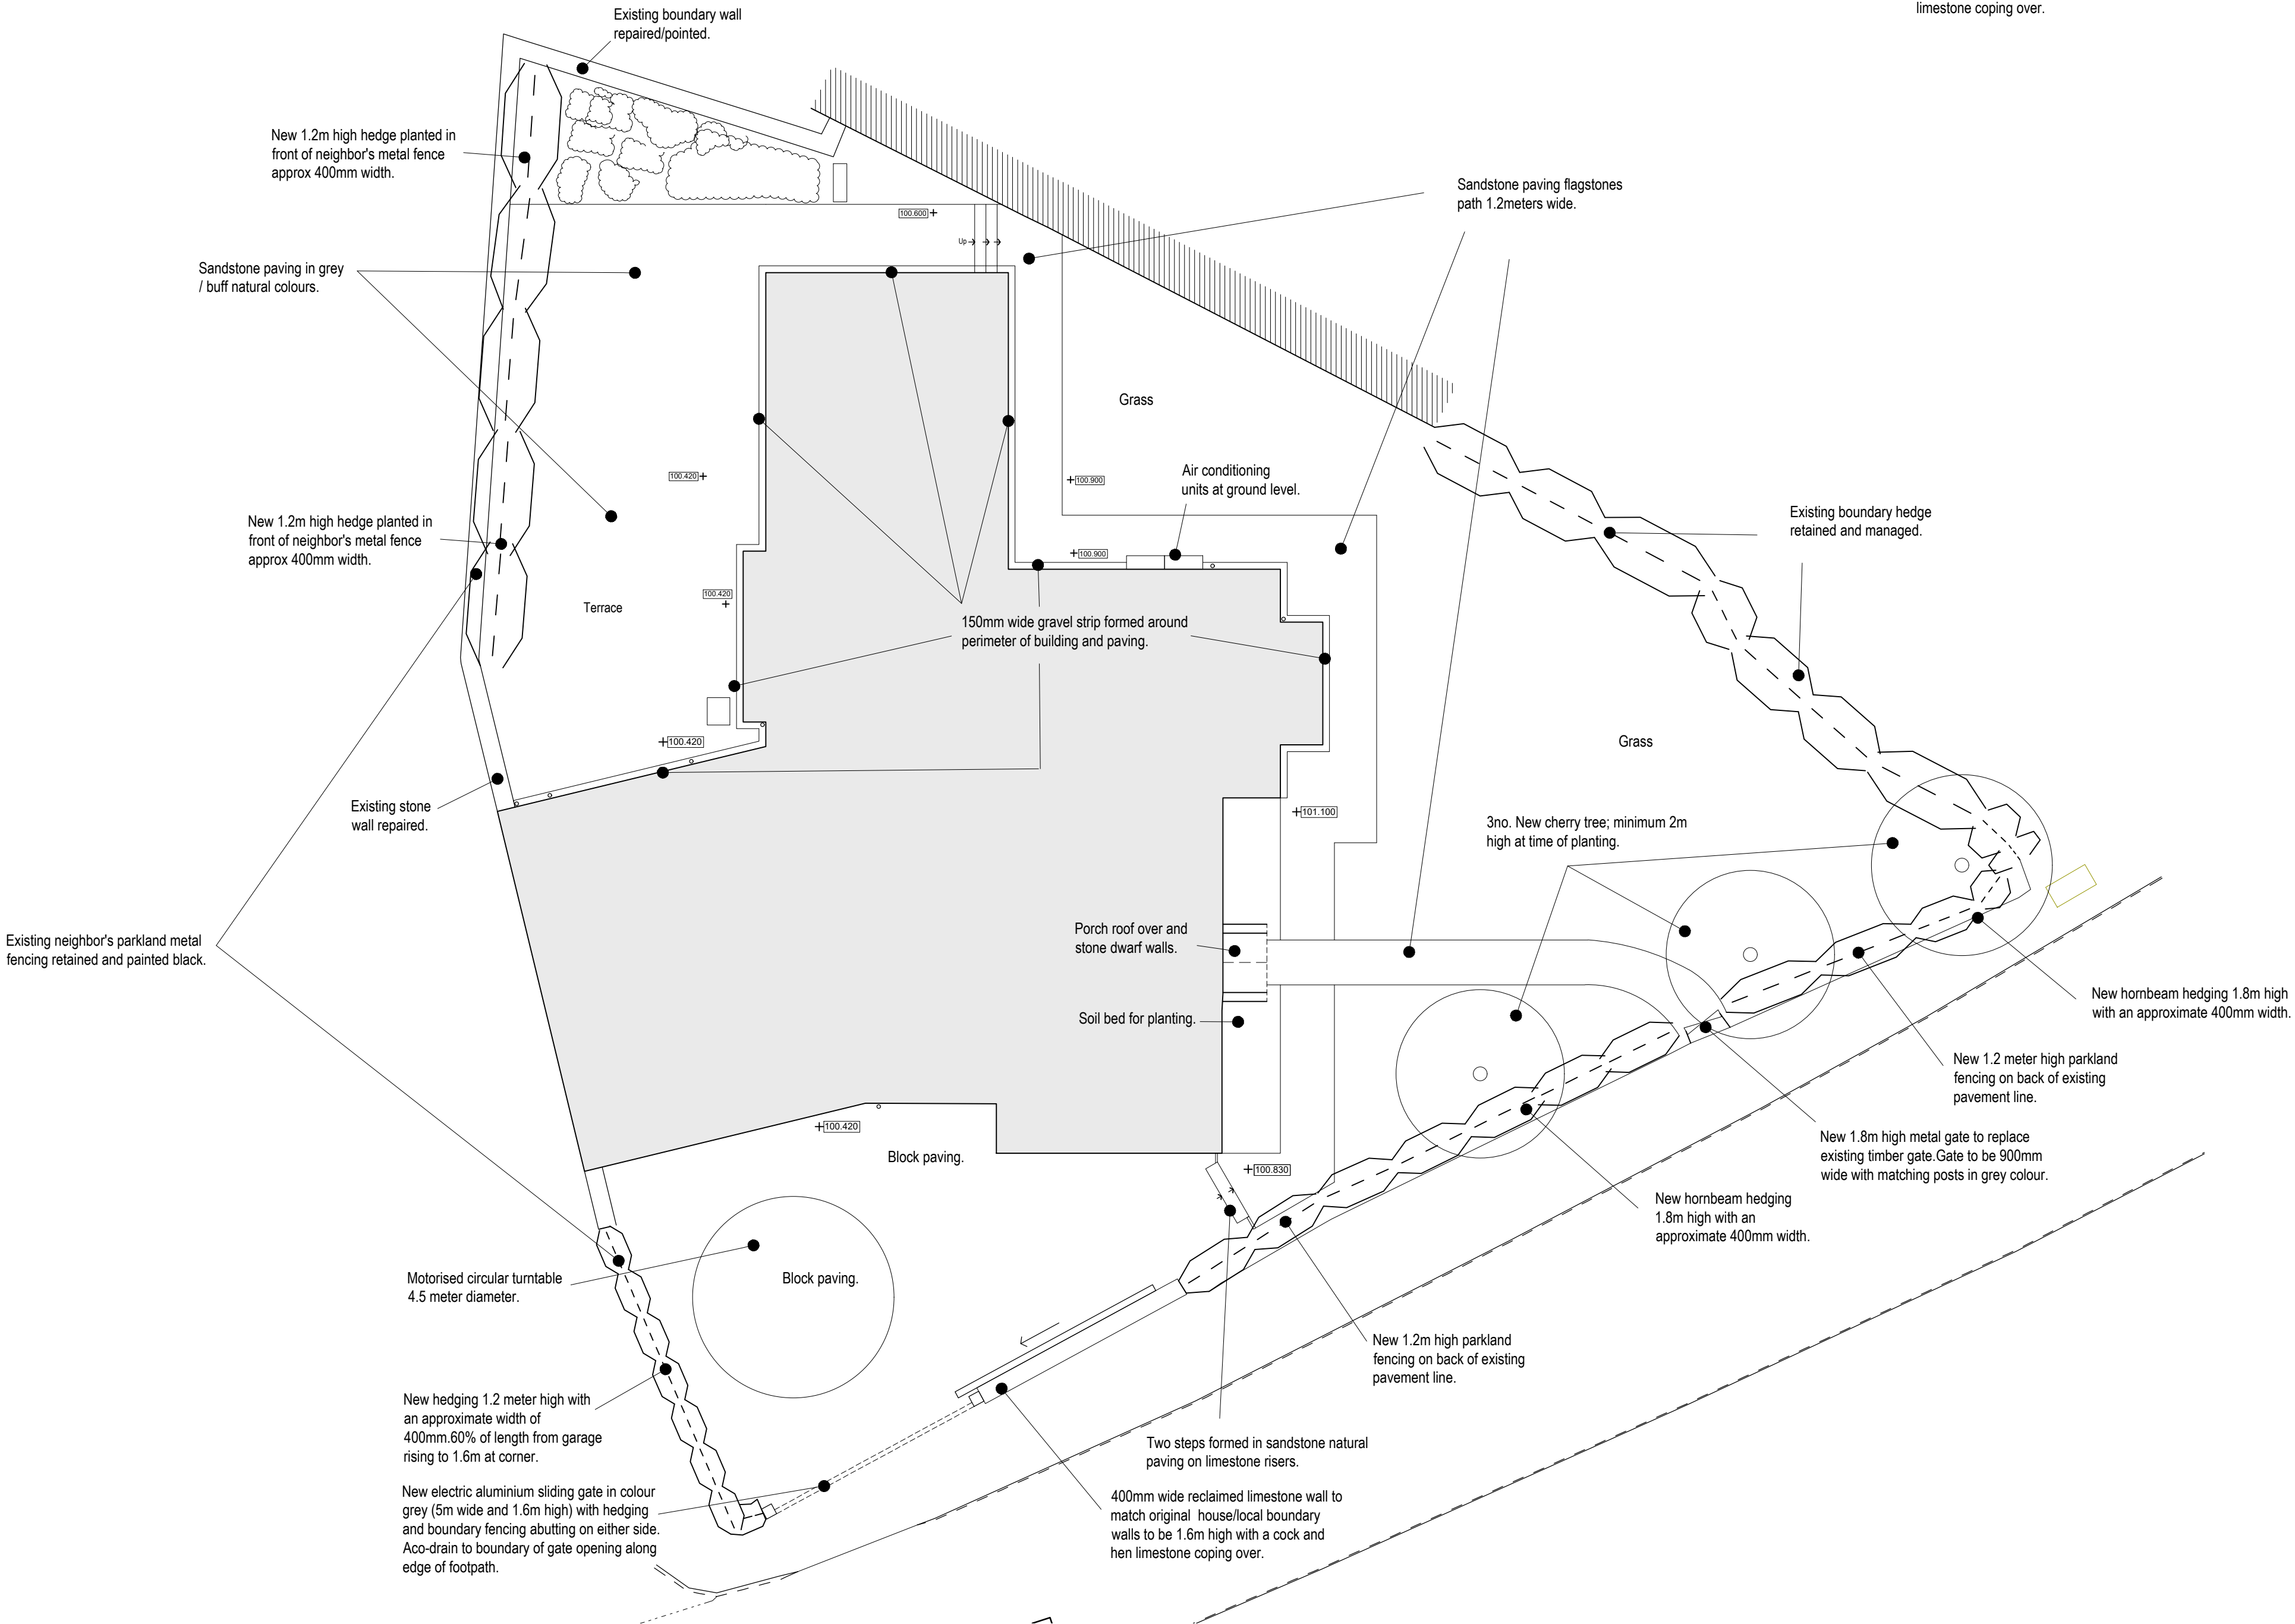 limestone coping over.
Existing boundary wall
repaired/pointed.
New 1.2m high hedge planted in
front of neighbor's metal fence
approx 400mm width.
Sandstone paving flagstones
path 1.2meters wide.
100.600
Up
Sandstone paving in grey
/ buff natural colours.
Grass
100.420
100.900
Air conditioning
units at ground level.
New 1.2m high hedge planted in
front of neighbor's metal fence
approx 400mm width.
Existing boundary hedge
retained and managed.
100.900
100.420
Terrace
150mm wide gravel strip formed around
perimeter of building and paving.
100.420
Grass
Existing stone
wall repaired.
101.100
3no. New cherry tree; minimum 2m
high at time of planting.
Existing neighbor's parkland metal
fencing retained and painted black.
Porch roof over and
stone dwarf walls.
Soil bed for planting.
New hornbeam hedging 1.8m high
with an approximate 400mm width.
New 1.2 meter high parkland
fencing on back of existing
pavement line.
100.420
Block paving.
100.830
New 1.8m high metal gate to replace
existing timber gate.Gate to be 900mm
wide with matching posts in grey colour.
New hornbeam hedging
1.8m high with an
approximate 400mm width.
Motorised circular turntable
4.5 meter diameter.
Block paving.
New 1.2m high parkland
fencing on back of existing
pavement line.
New hedging 1.2 meter high with
an approximate width of
400mm.60% of length from garage
rising to 1.6m at corner.
Two steps formed in sandstone natural
paving on limestone risers.
New electric aluminium sliding gate in colour
grey (5m wide and 1.6m high) with hedging
and boundary fencing abutting on either side.
Aco-drain to boundary of gate opening along
edge of footpath.
400mm wide reclaimed limestone wall to
match original  house/local boundary
walls to be 1.6m high with a cock and
hen limestone coping over.